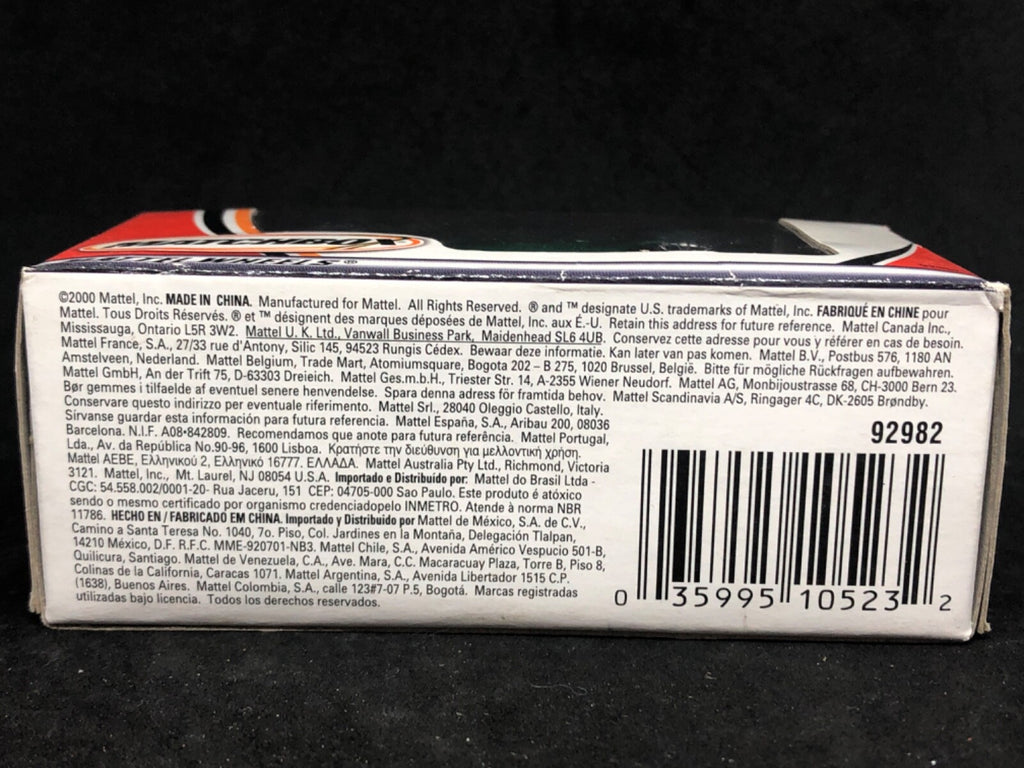 MATCHBOX
©2000 Mattel, Inc. MADE IN CHINA. Manufactured for Mattel. All Rights Reserved. ® and ™ designate U.S. trademarks of Mattel, Inc. FABRIQUÉ EN CHINE pour
Mattel. Tous Droits Réservés. ® et ™ désignent des marques déposées de Mattel, Inc. aux É.-U. Retain this address for future reference. Mattel Canada Inc.,
Mississauga, Ontario L5R 3W2. Mattel U. K. Ltd., Vanwall Business Park, Maidenhead SL6 4UB. Conservez cette adresse pour vous y référer en cas de besoin.
Mattel France, S.A., 27/33 rue d'Antony, Silic 145, 94523 Rungis Cédex. Bewaar deze informatie. Kan later van pas komen. Mattel B.V., Postbus 576, 1180 AN
Amstelveen, Nederland. Mattel Belgium, Trade Mart, Atomiumsquare, Bogota 202 – B 275, 1020 Brussel, België. Bitte für mögliche Rückfragen aufbewahren.
Mattel GmbH, An der Trift 75, D-63303 Dreieich. Mattel Ges.m.b.H., Triester Str. 14, A-2355 Wiener Neudorf. Mattel AG, Monbijoustrasse 68, CH-3000 Bern 23.
Bør gemmes i tilfaelde af eventuel senere henvendelse. Spara denna adress för framtida behov. Mattel Scandinavia A/S, Ringager 4C, DK-2605 Brøndby.
Conservare questo indirizzo per eventuale riferimento. Mattel Srl., 28040 Oleggio Castello, Italy.
Sírvanse guardar esta información para futura referencia. Mattel España, S.A., Aribau 200, 08036
Barcelona. N.I.F. A08-842809. Recomendamos que anote para futura referência. Mattel Portugal,
Lda., Av. da República No.90-96, 1600 Lisboa. Κρατήστε την διεύθυνση για μελλοντική χρήση.
Mattel AEBE, Ελληνικού 2, Ελληνικό 16777. ΕΛΛΑΔΑ. Mattel Australia Pty Ltd., Richmond, Victoria
3121. Mattel, Inc., Mt. Laurel, NJ 08054 U.S.A. Importado e Distribuido por: Mattel do Brasil Ltda -
CGC: 54.558.002/0001-20- Rua Jaceru, 151 CEP: 04705-000 Sao Paulo. Este produto é atóxico
sendo o mesmo certificado por organismo credenciadopelo INMETRO. Atende à norma NBR
11786. HECHO EN / FABRICADO EM CHINA. Importado y Distribuido por Mattel de México, S.A. de C.V.,
Camino a Santa Teresa No. 1040, 7o. Piso, Col. Jardines en la Montaña, Delegación Tlalpan,
14210 México, D.F. R.F.C. MME-920701-NB3. Mattel Chile, S.A., Avenida Américo Vespucio 501-B,
Quilicura, Santiago. Mattel de Venezuela, C.A., Ave. Mara, C.C. Macaracuay Plaza, Torre B, Piso 8,
Colinas de la California, Caracas 1071. Mattel Argentina, S.A., Avenida Libertador 1515 C.P.
(1638), Buenos Aires. Mattel Colombia, S.A., calle 123#7-07 P.5, Bogotá. Marcas registradas
utilizadas bajo licencia. Todos los derechos reservados.
92982
0 35995 10523 2